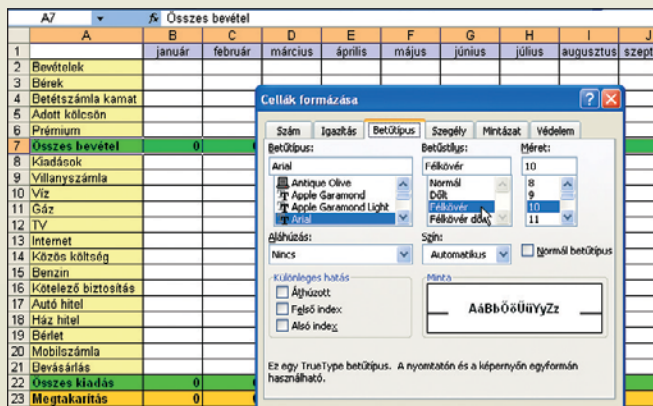 A7 fx Összes bevétel
A B C D E F G H I J
1 január február március április május június július augusztus szept
2 Bevételek
3 Bérek
4 Betétszámla kamat
5 Adott kölcsön
6 Prémium
7 Összes bevétel 0
8 Kiadások
9 Villanyszámla
10 Víz
11 Gáz
12 TV
13 Internet
14 Közös költség
15 Benzin
16 Kötelező biztosítás
17 Autó hitel
18 Ház hitel
19 Bérlet
20 Mobilszámla
21 Bevásárlás
22 Összes kiadás 0
23 Megtakarítás 0
Cellák formázása
Szám Igazítás Betűtípus Szegély Mintázat Védelem
Betűtípus: Betűstílus: Méret:
Arial Félkövér 10
Antique Olive Normál 8
Apple Garamond Dőlt 9
Apple Garamond Light Félkövér 10
Arial Félkövér dőlt 11
Aláhúzás: Szín:
Nincs Automatikus Normál betűtípus
Különleges hatás Minta
Áthúzott
Felső index
Alsó index
AáBbÖöÜüYyZz
Ez egy TrueType betűtípus. A nyomtatón és a képernyőn egyformán
használható.